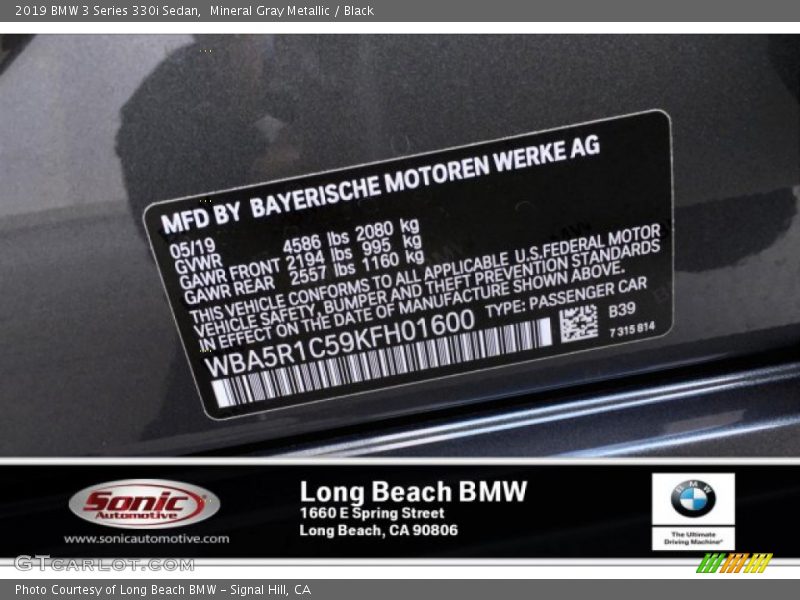 2019 BMW 3 Series 330i Sedan, Mineral Gray Metallic / Black
MFD BY BAYERISCHE MOTOREN WERKE AG
05/19
GVWR 4586 lbs 2080 kg
GAWR FRONT 2194 lbs 995 kg
GAWR REAR 2557 lbs 1160 kg
THIS VEHICLE CONFORMS TO ALL APPLICABLE U.S.FEDERAL MOTOR
VEHICLE SAFETY, BUMPER AND THEFT PREVENTION STANDARDS
IN EFFECT ON THE DATE OF MANUFACTURE SHOWN ABOVE.
WBA5R1C59KFH01600 TYPE: PASSENGER CAR
B39
7 315 814
Sonic
Automotive
www.sonicautomotive.com
Long Beach BMW
1660 E Spring Street
Long Beach, CA 90806
BMW
The Ultimate
Driving Machine®
GTCARLOT.COM
Photo Courtesy of Long Beach BMW - Signal Hill, CA